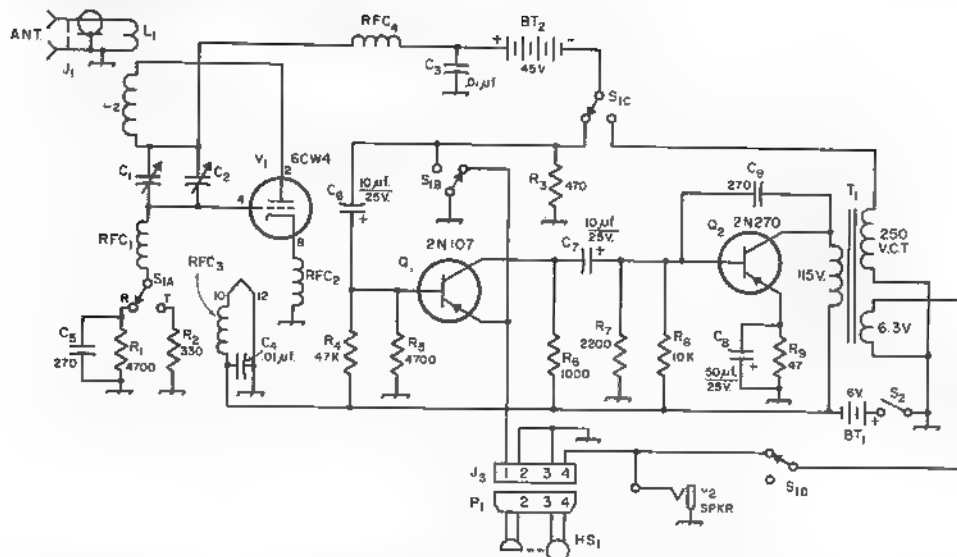 ANT.
J1
L1
RFC4
C3
.01µf.
+ BT2 -
45V.
S1C
C1
C2
V1
6CW4
2
4
8
RFC1
RFC2
RFC3
S1A
R
T
10
12
C4
.01µf.
C5
270
R1
4700
R2
330
C6
10µf.
25V.
+
S1B
R3
470
2N107
Q1
R4
47K
R5
4700
10µf.
25V.
C7
+
R6
1000
R7
2200
R8
10K
C9
270
Q2
2N270
C8
50µf.
25V.
+
R9
47
T1
115V.
250
V.CT
6.3V
6V.
BT1
+
S2
J3
1 2 3 4
P1
2 3 4
HS1
SPKR
S1D